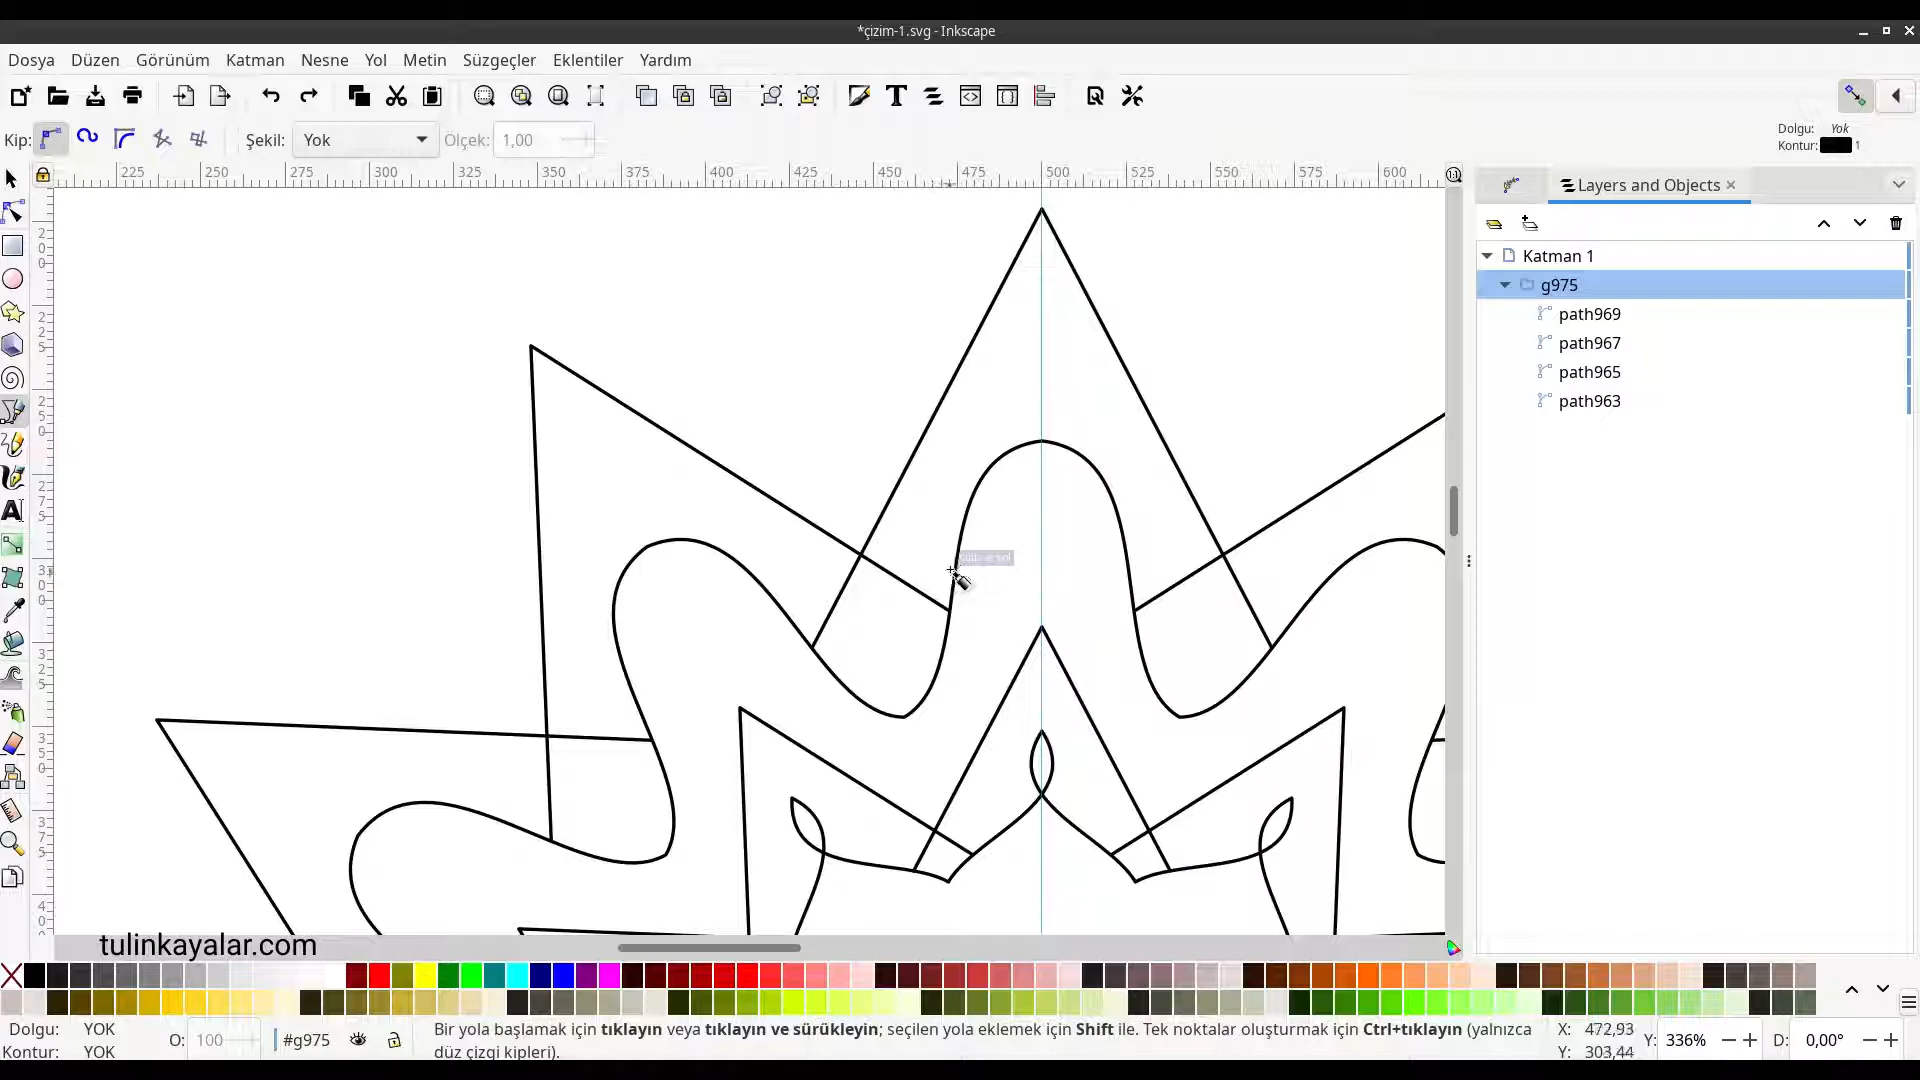 *çizim-1.svg - Inkscape
Dosya Düzen Görünüm Katman Nesne Yol Metin Süzgeçler Eklentiler Yardım
Kip: Şekil: Yok Ölçek: 1,00
Dolgu: Yok
Kontur: 1
225 250 275 300 325 350 375 400 425 450 475 500 525 550 575 600
Layers and Objects
Katman 1
g975
path969
path967
path965
path963
tulinkayalar.com
Dolgu: YOK
Kontur: YOK
O: 100
#g975
Bir yola başlamak için tıklayın veya tıklayın ve sürükleyin; seçilen yola eklemek için Shift ile. Tek noktalar oluşturmak için Ctrl+tıklayın (yalnızca
düz çizgi kipleri).
X: 472,93
Y: 303,44
Y: 336%
D: 0,00°